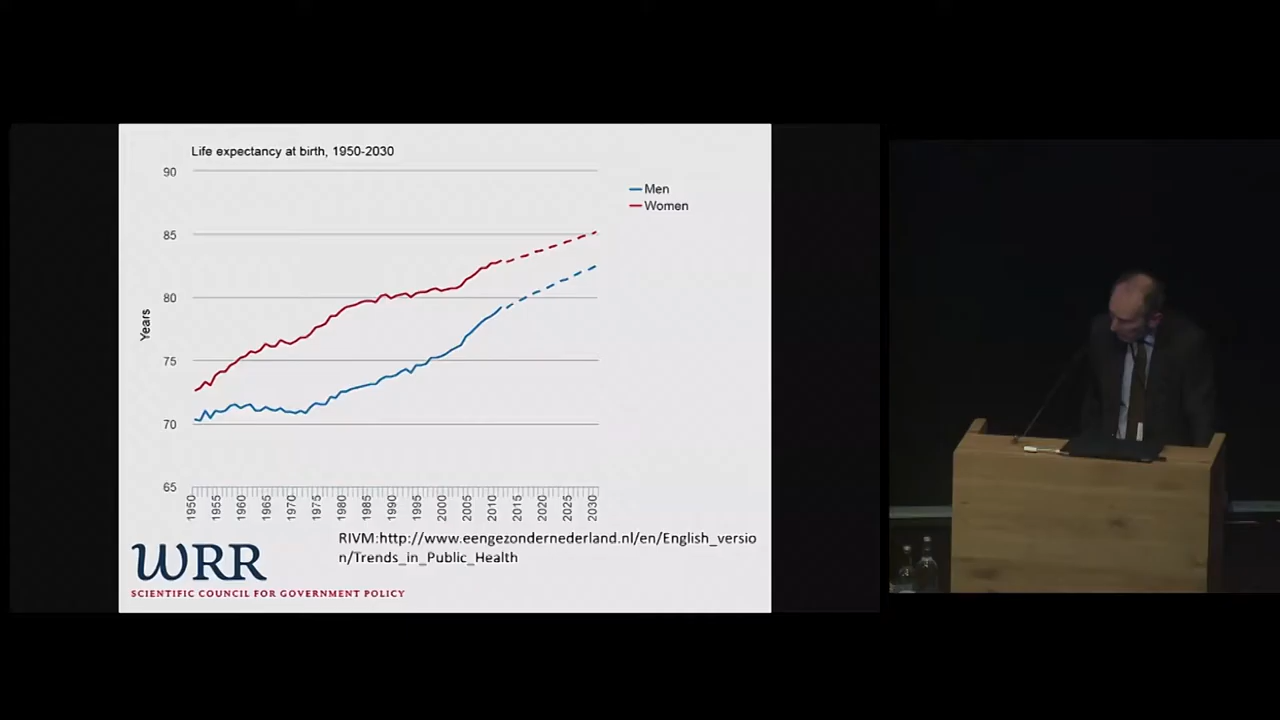 Life expectancy at birth, 1950-2030
90
85
80
75
70
65
Years
Men
Women
1950
1955
1960
1965
1970
1975
1980
1985
1990
1995
2000
2005
2010
2015
2020
2025
2030
RIVM:http://www.eengezondernederland.nl/en/English_versio
n/Trends_in_Public_Health
WRR
SCIENTIFIC COUNCIL FOR GOVERNMENT POLICY